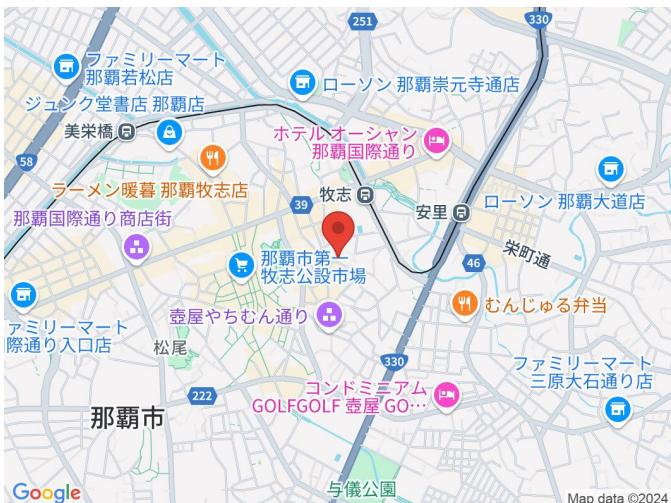 251
330
ファミリーマート
那覇若松店
ローソン 那覇崇元寺通店
ジュンク堂書店 那覇店
美栄橋
ホテル オーシャン
那覇国際通り
58
ラーメン暖暮 那覇牧志店
牧志
安里
ローソン 那覇大道店
39
那覇国際通り商店街
栄町通
那覇市第一
牧志公設市場
46
むんじゅる弁当
壺屋やちむん通り
ァミリーマート
際通り入口店
松尾
330
ファミリーマート
三原大石通り店
222
コンドミニアム
GOLFGOLF 壺屋 GO…
那覇市
与儀公園
Google
Map data ©2024